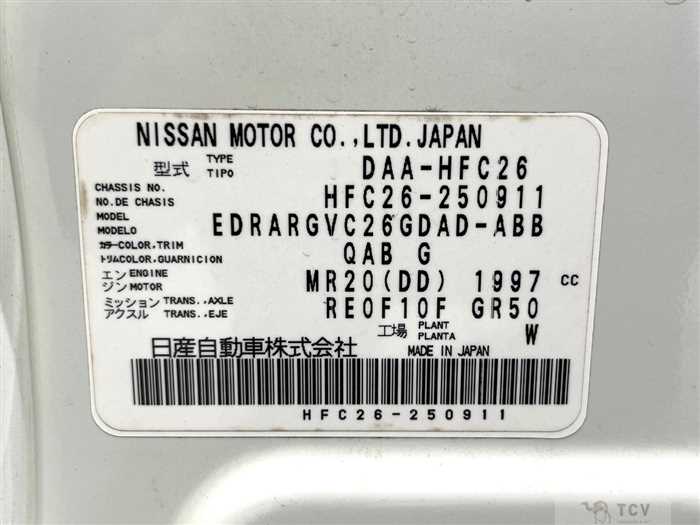 NISSAN MOTOR CO.,LTD.JAPAN
型式 TYPE TIPO DAA-HFC26
CHASSIS NO. NO.DE CHASIS HFC26-250911
MODEL MODELO EDRARGVC26GDAD-ABB
カラーCOLOR,TRIM トリムCOLOR,GUARNICION QAB G
エンジン ENGINE MOTOR MR20(DD) 1997 CC
ミッション TRANS.,AXLE アクスル TRANS.,EJE RE0F10F GR50
工場 PLANT PLANTA W
日産自動車株式会社 MADE IN JAPAN
HFC26-250911
TCV